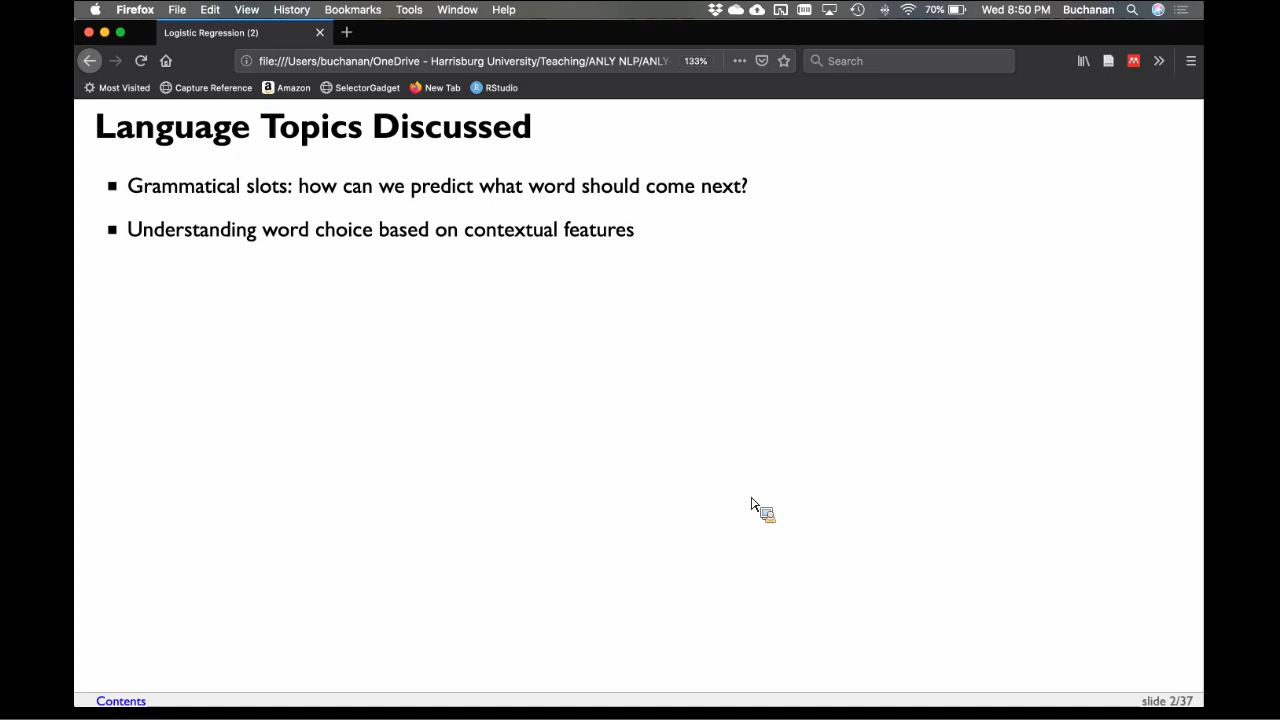 Firefox File Edit View History Bookmarks Tools Window Help 70% Wed 8:50 PM Buchanan
Logistic Regression (2)
file:///Users/buchanan/OneDrive - Harrisburg University/Teaching/ANLY NLP/ANLY 133% Search
Most Visited Capture Reference Amazon SelectorGadget New Tab RStudio
Language Topics Discussed
Grammatical slots: how can we predict what word should come next?
Understanding word choice based on contextual features
Contents slide 2/37